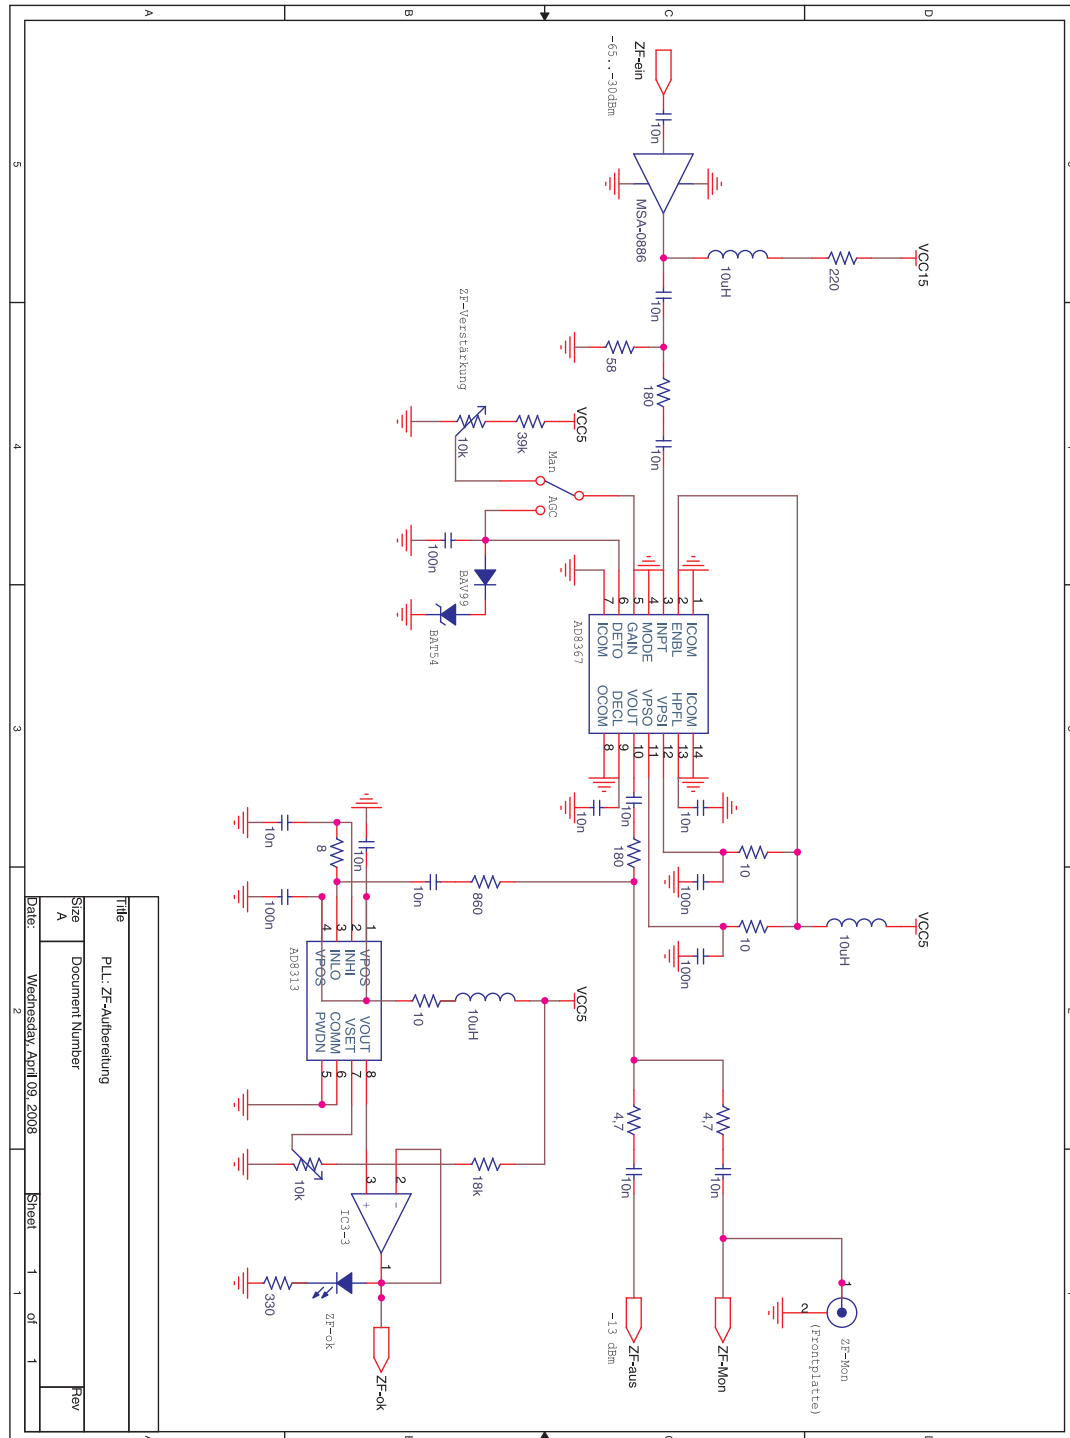 D
C
B
A
5
4
3
2
1
ZF-ein
-65..-30dBm
10n
MSA-0886
10uH
220
VCC15
10n
58
180
10n
ZF-Verstärkung
10k
39k
VCC5
Man
AGC
100n
BAV99
BAT54
AD8367
1
2
3
4
5
6
7
ICOM
ENBL
INPT
MODE
GAIN
DETO
ICOM
ICOM
HPFL
VPSI
VPSO
VOUT
DECL
OCOM
14
13
12
11
10
9
8
10n
10n
10n
180
10
100n
10
100n
10uH
VCC5
860
10n
10n
8
10n
100n
1
2
3
4
VPOS
INHI
INLO
VPOS
VOUT
VSET
COMM
PWDN
8
7
6
5
AD8313
10
10uH
VCC5
10k
18k
3
2
+
-
1
IC3-3
330
ZF-ok
ZF-ok
4,7
10n
4,7
10n
-13 dBm
ZF-aus
ZF-Mon
1
2
ZF-Mon
(Frontplatte)
Title
PLL: ZF-Aufbereitung
Size
A
Document Number
Rev
Date:
Wednesday, April 09, 2008
Sheet
1
of
1